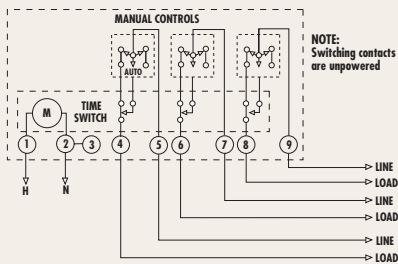 MANUAL CONTROLS
NOTE:
Switching contacts
are unpowered
AUTO
M
TIME
SWITCH
1
2
3
4
5
6
7
8
9
H
N
LINE
LOAD
LINE
LOAD
LINE
LOAD